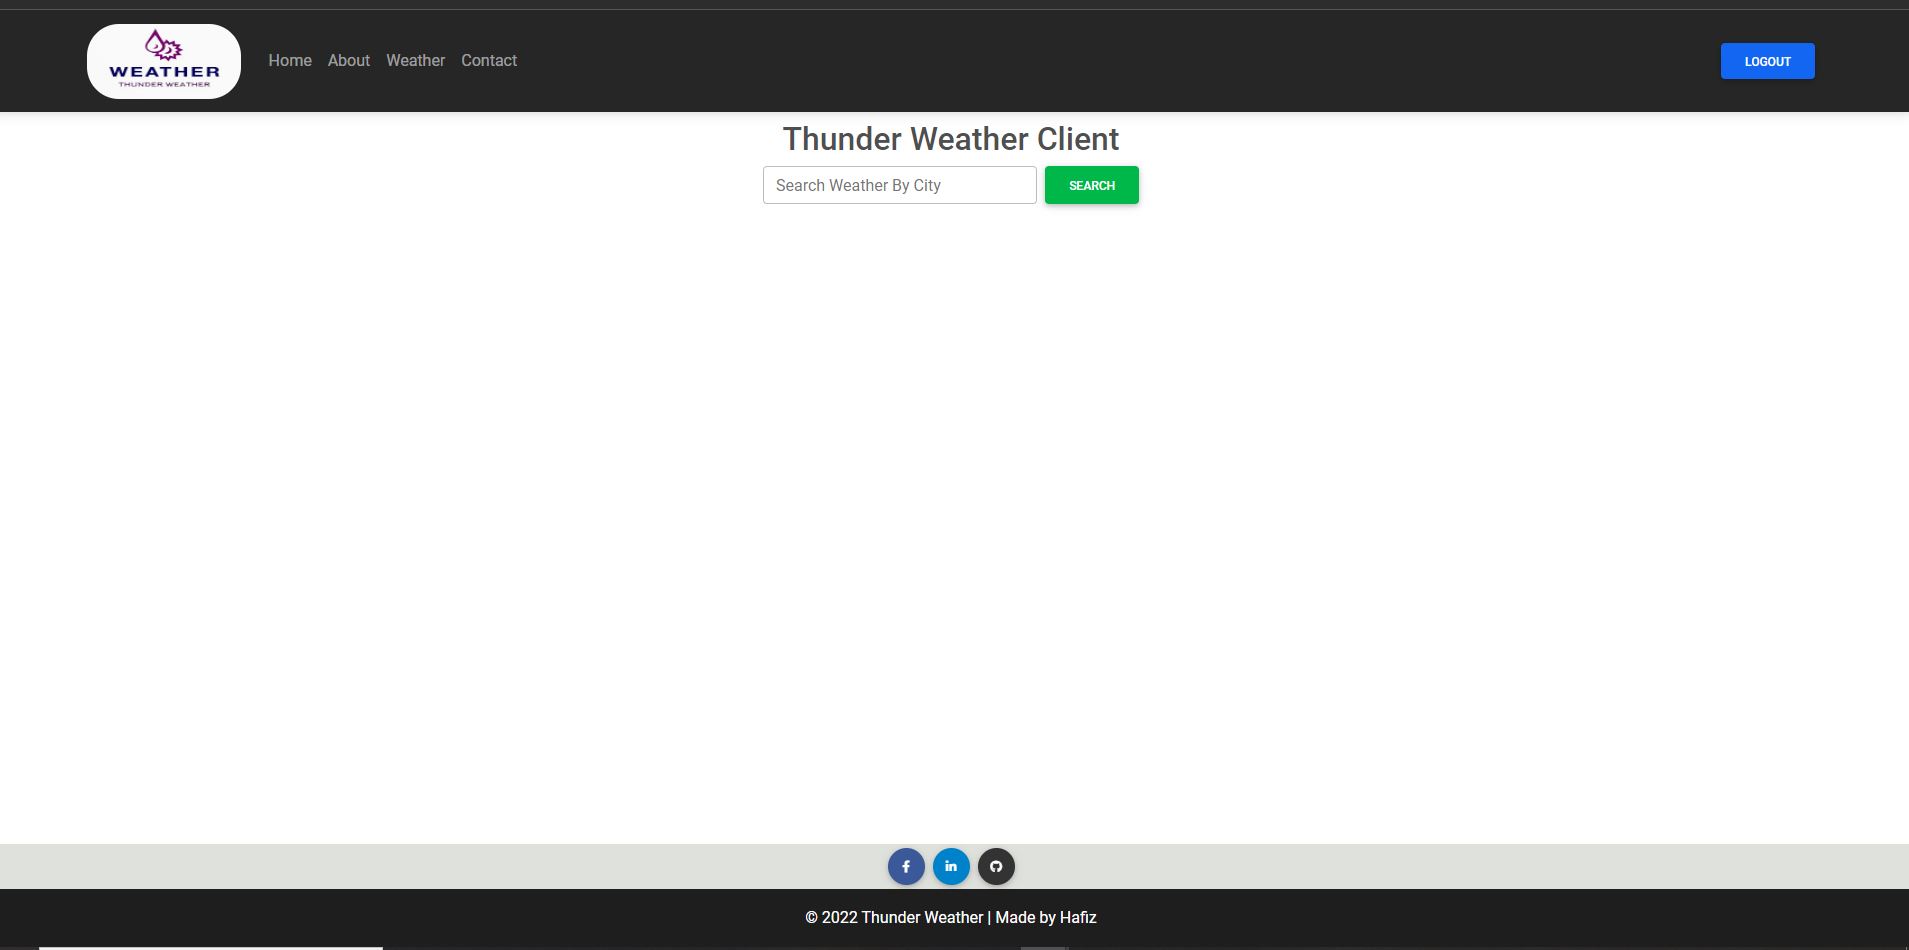 WEATHER
THUNDER WEATHER
Home About Weather Contact
LOGOUT
Thunder Weather Client
Search Weather By City
SEARCH
f in
© 2022 Thunder Weather | Made by Hafiz